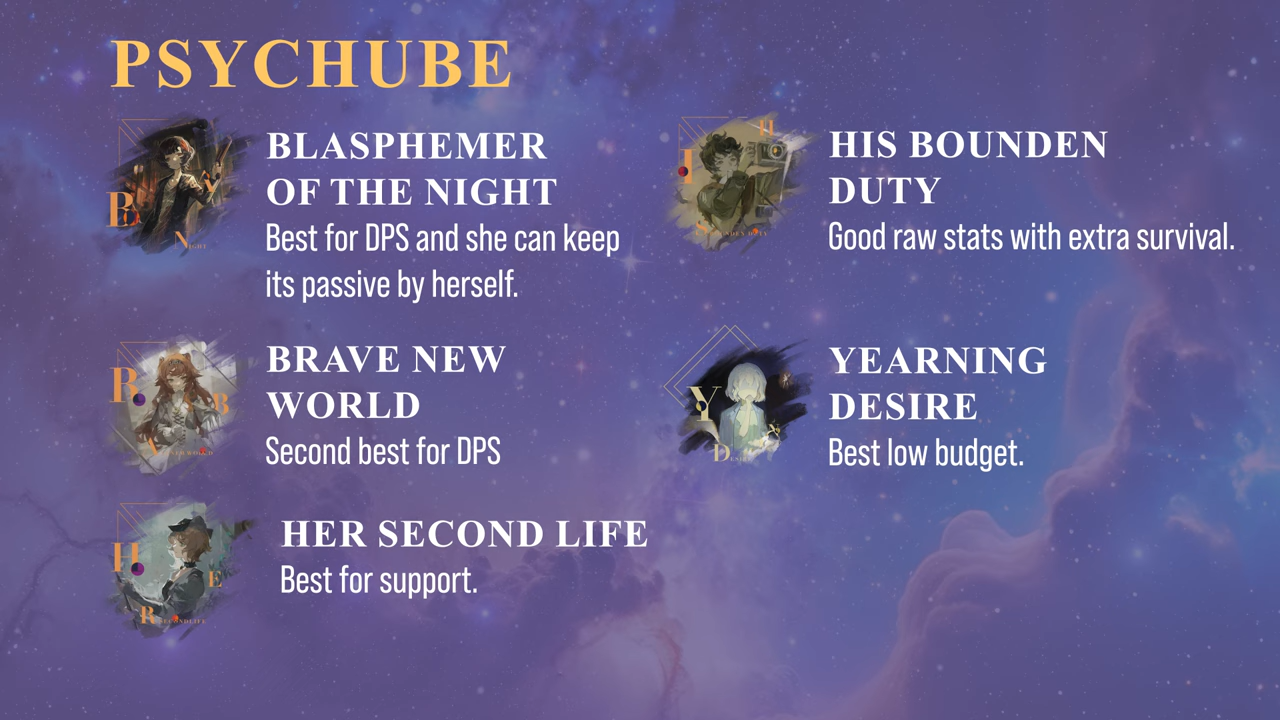 PSYCHUBE
BLASPHEMER
OF THE NIGHT
Best for DPS and she can keep
its passive by herself.
HIS BOUNDEN
DUTY
Good raw stats with extra survival.
BRAVE NEW
WORLD
Second best for DPS
YEARNING
DESIRE
Best low budget.
HER SECOND LIFE
Best for support.